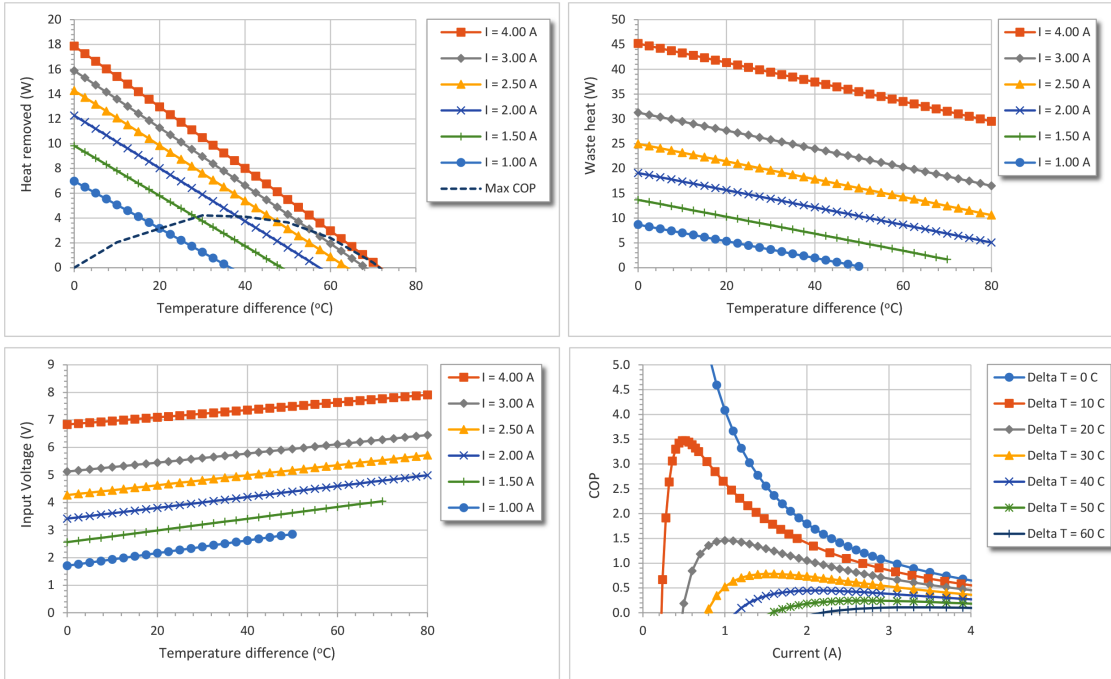 Heat removed (W)
20
18
16
14
12
10
8
6
4
2
0
0
20
40
60
80
Temperature difference (ºC)
I = 4.00 A
I = 3.00 A
I = 2.50 A
I = 2.00 A
I = 1.50 A
I = 1.00 A
Max COP
Waste heat (W)
50
45
40
35
30
25
20
15
10
5
0
0
20
40
60
80
Temperature difference (ºC)
I = 4.00 A
I = 3.00 A
I = 2.50 A
I = 2.00 A
I = 1.50 A
I = 1.00 A
Input Voltage (V)
9
8
7
6
5
4
3
2
1
0
0
20
40
60
80
Temperature difference (ºC)
I = 4.00 A
I = 3.00 A
I = 2.50 A
I = 2.00 A
I = 1.50 A
I = 1.00 A
COP
5.0
4.5
4.0
3.5
3.0
2.5
2.0
1.5
1.0
0.5
0.0
0
1
2
3
4
Current (A)
Delta T = 0 C
Delta T = 10 C
Delta T = 20 C
Delta T = 30 C
Delta T = 40 C
Delta T = 50 C
Delta T = 60 C